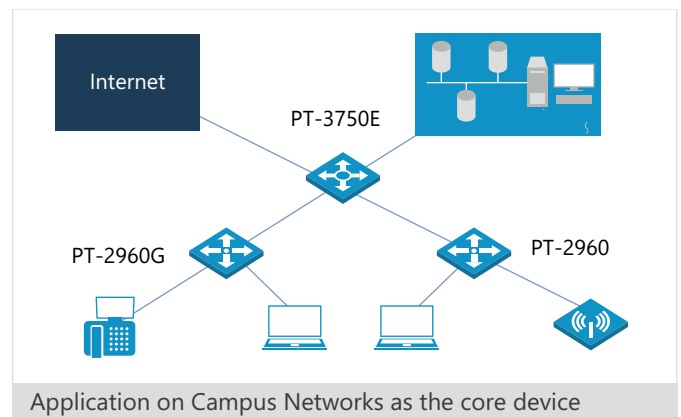 Internet
PT-3750E
PT-2960G
PT-2960
Application on Campus Networks as the core device